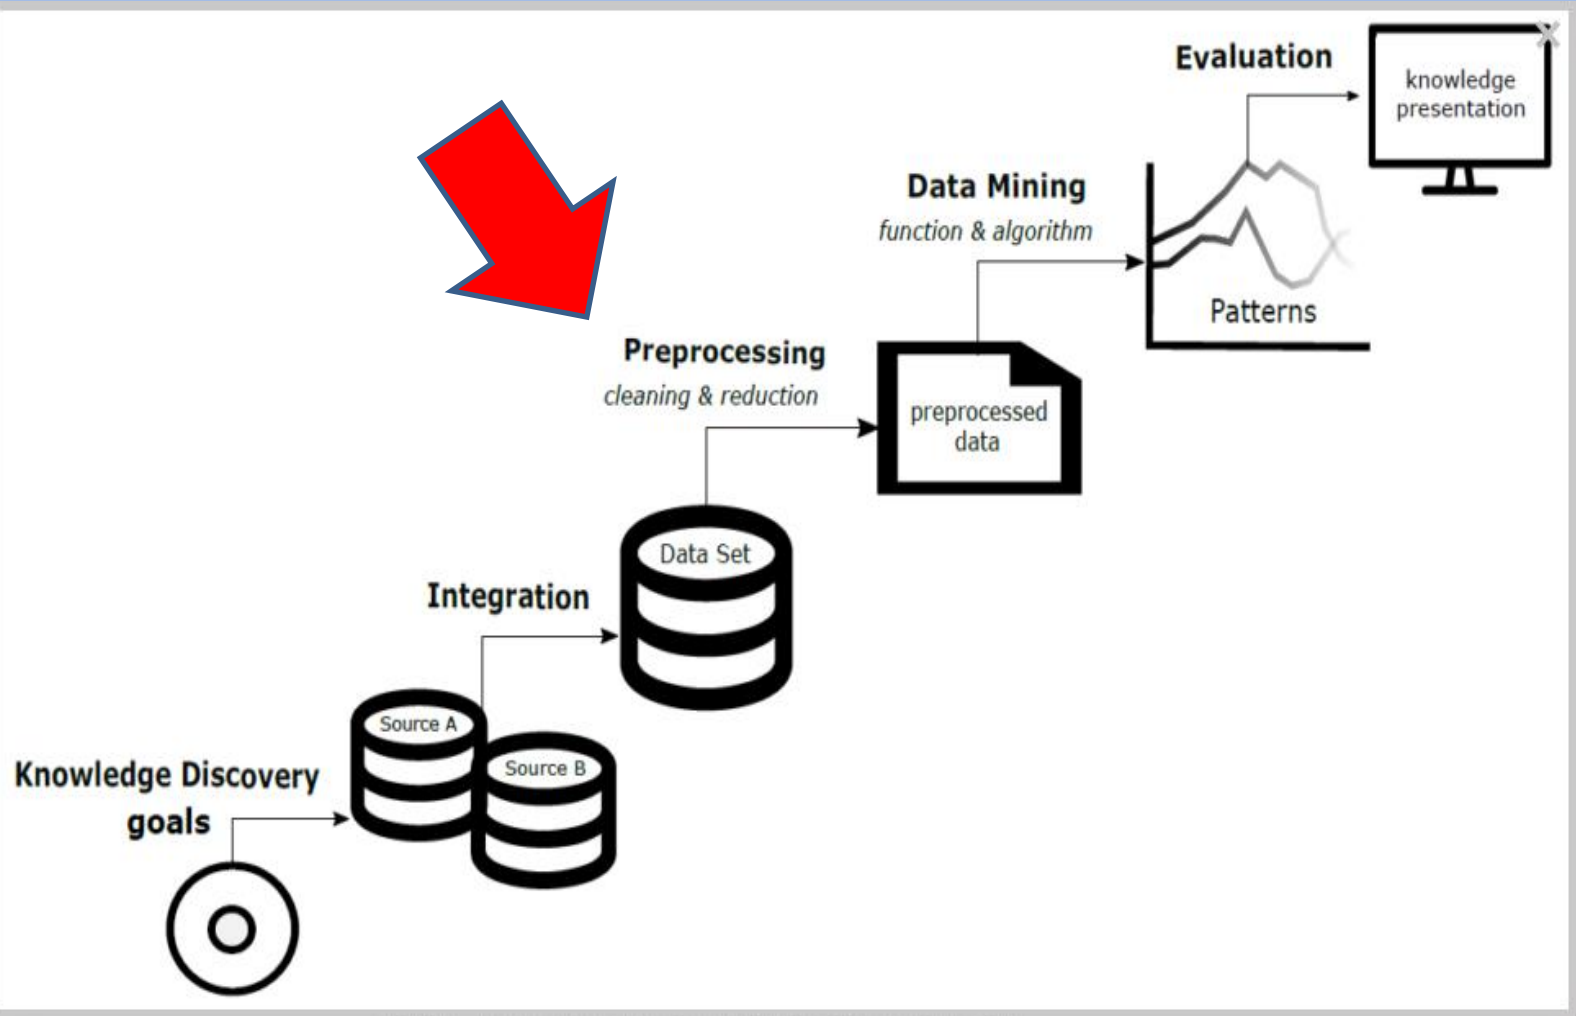 Evaluation
knowledge
presentation
Data Mining
function & algorithm
Patterns
Preprocessing
cleaning & reduction
preprocessed
data
Data Set
Integration
Source A
Source B
Knowledge Discovery
goals